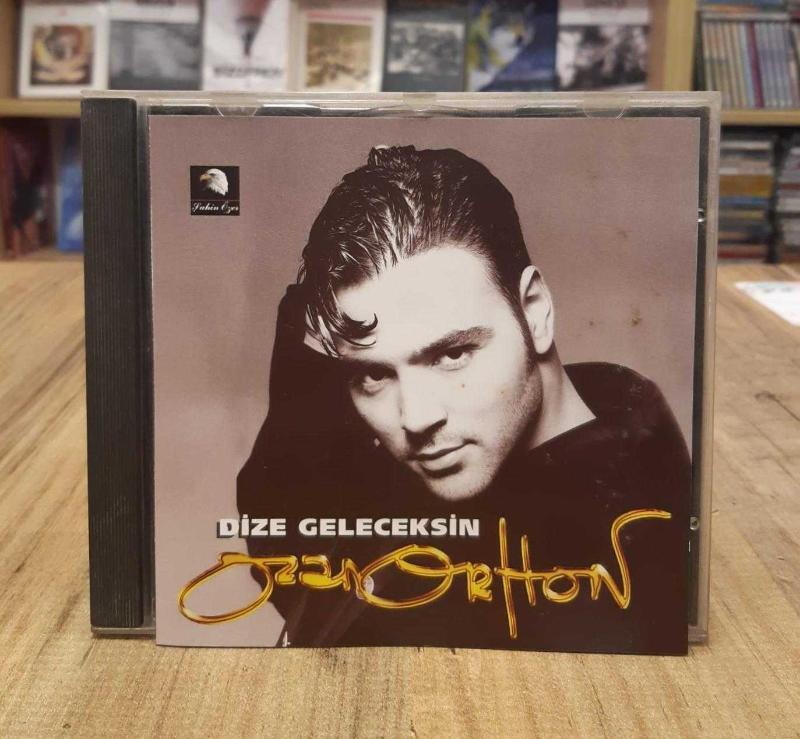 Şahin Özer
DİZE GELECEKSİN
Ozan ORHON